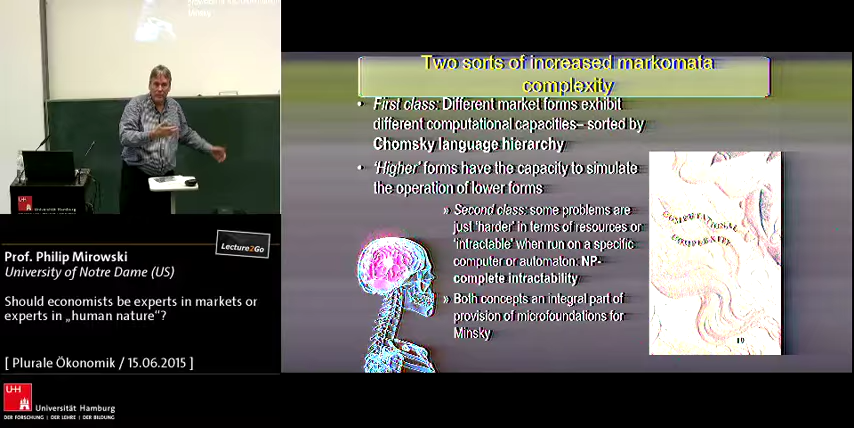 Two sorts of increased markomata
complexity
• First class: Different market forms exhibit
different computational capacities– sorted by
Chomsky language hierarchy
• ‘Higher’ forms have the capacity to simulate
the operation of lower forms
» Second class: some problems are
just ‘harder’ in terms of resources or
‘intractable’ when run on a specific
computer or automaton: NP-
complete intractability
» Both concepts an integral part of
provision of microfoundations for
Minsky
COMPUTATIONAL
COMPLEXITY
Lecture2Go
Prof. Philip Mirowski
University of Notre Dame (US)
Should economists be experts in markets or
experts in „human nature“?
[ Plurale Ökonomik / 15.06.2015 ]
UH
Universität Hamburg
DER FORSCHUNG | DER LEHRE | DER BILDUNG
Universität Hamburg